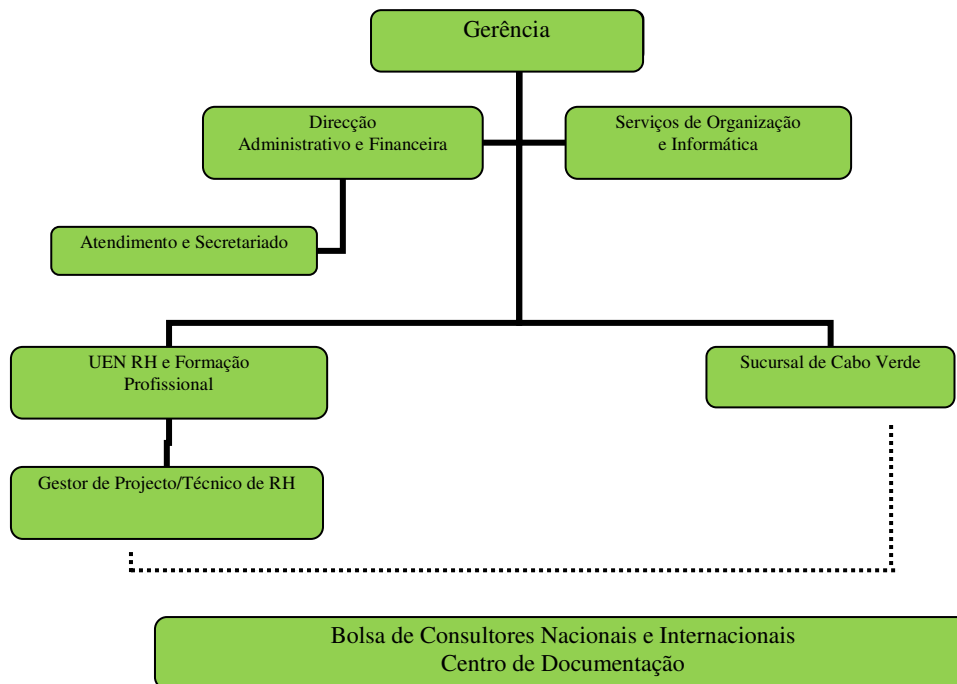 Gerência
Direcção
Administrativo e Financeira
Serviços de Organização
e Informática
Atendimento e Secretariado
UEN RH e Formação
Profissional
Sucursal de Cabo Verde
Gestor de Projecto/Técnico de RH
Bolsa de Consultores Nacionais e Internacionais
Centro de Documentação